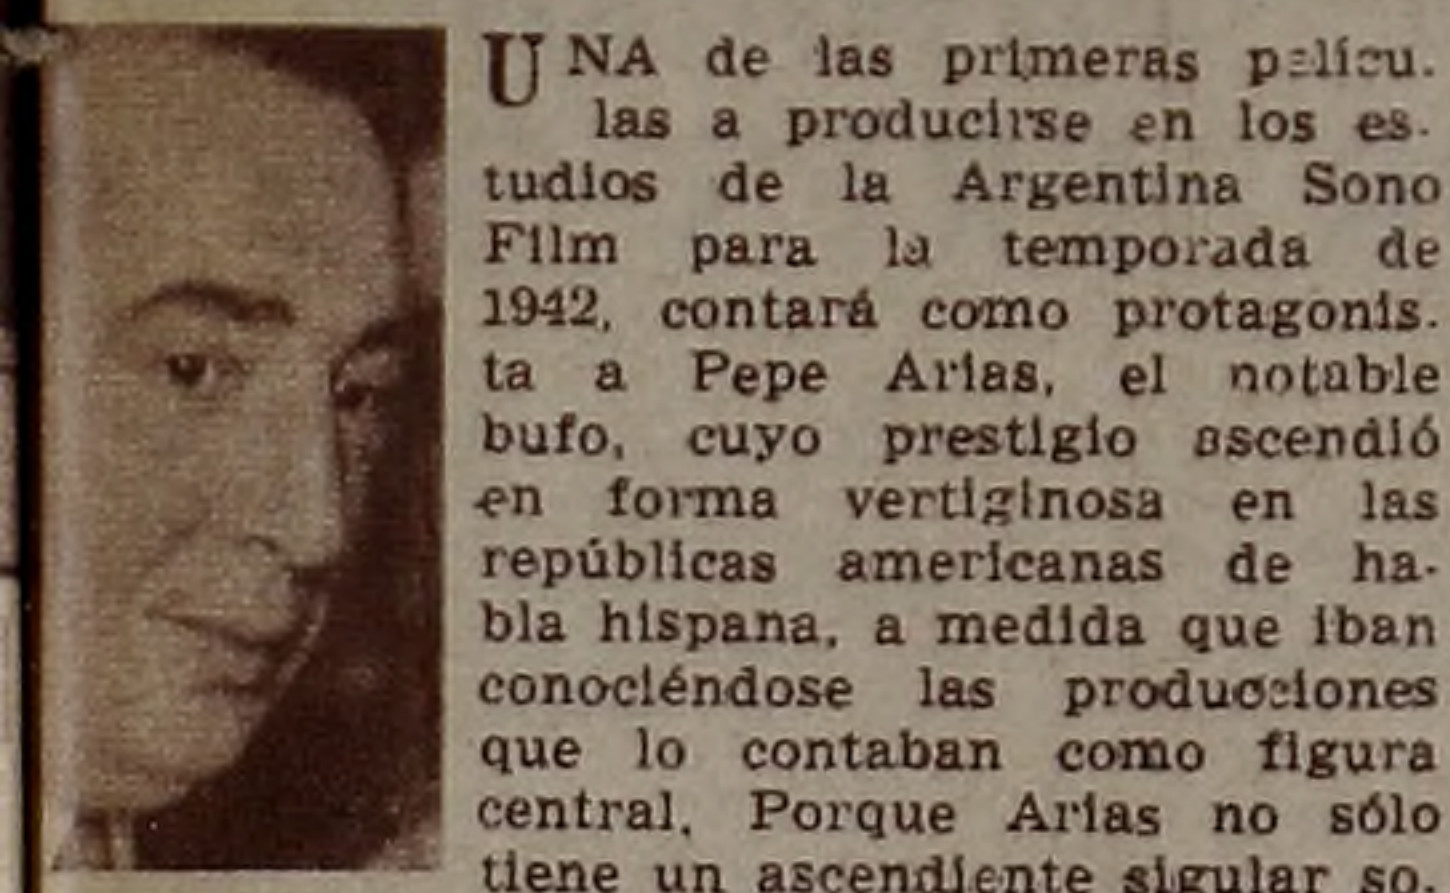 UNA de las primeras pelícu-
las a producirse en los es-
tudios de la Argentina Sono
Film para la temporada de
1942, contará como protagonis-
ta a Pepe Arias, el notable
bufo, cuyo prestigio ascendió
en forma vertiginosa en las
repúblicas americanas de ha-
bla hispana, a medida que iban
conociéndose las producciones
que lo contaban como figura
central. Porque Arias no sólo
tiene un ascendiente sigular so-